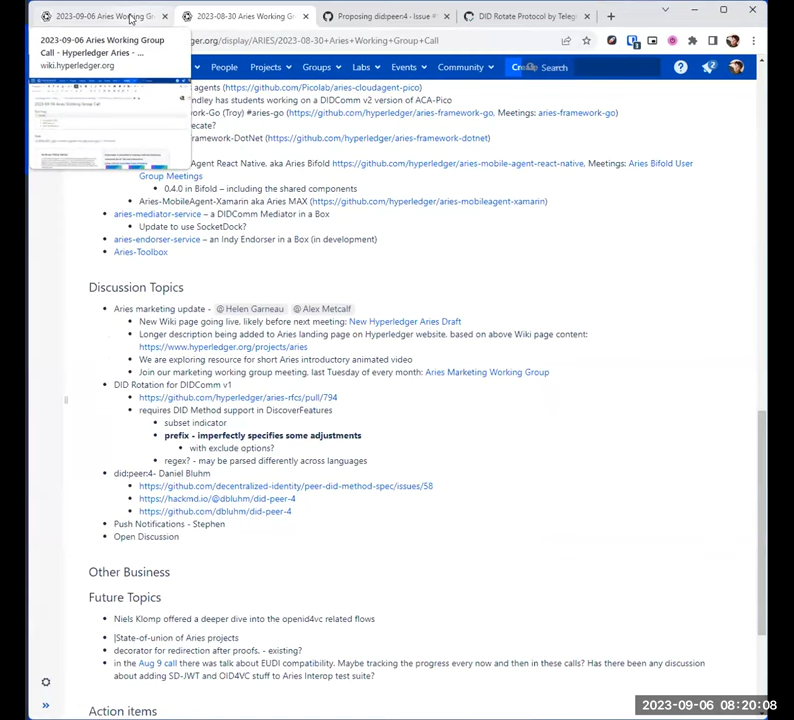 2023-09-06 Aries Working Gr
2023-08-30 Aries Working Gr
Proposing did:peer:4 - Issue #
DID Rotate Protocol by Teleg
2023-09-06 Aries Working Group
Call - Hyperledger Aries - ...
wiki.hyperledger.org
ger.org/display/ARIES/2023-08-30+Aries+Working+Group+Call
People Projects Groups Labs Events Community Search
agents (https://github.com/Picolab/aries-cloudagent-pico)
ndley has students working on a DIDComm v2 version of ACA-Pico
work-Go (Troy) #aries-go (https://github.com/hyperledger/aries-framework-go, Meetings: aries-framework-go)
ecate?
work-DotNet (https://github.com/hyperledger/aries-framework-dotnet)
Agent React Native, aka Aries Bifold https://github.com/hyperledger/aries-mobile-agent-react-native, Meetings: Aries Bifold User
Group Meetings
0.4.0 in Bifold – including the shared components
Aries-MobileAgent-Xamarin aka Aries MAX (https://github.com/hyperledger/aries-mobileagent-xamarin)
aries-mediator-service – a DIDComm Mediator in a Box
Update to use SocketDock?
aries-endorser-service – an Indy Endorser in a Box (in development)
Aries-Toolbox
Discussion Topics
Aries marketing update - @ Helen Garneau @ Alex Metcalf
New Wiki page going live, likely before next meeting: New Hyperledger Aries Draft
Longer description being added to Aries landing page on Hyperledger website, based on above Wiki page content:
https://www.hyperledger.org/projects/aries
We are exploring resource for short Aries introductory animated video
Join our marketing working group meeting, last Tuesday of every month: Aries Marketing Working Group
DID Rotation for DIDComm v1
https://github.com/hyperledger/aries-rfcs/pull/794
requires DID Method support in DiscoverFeatures
subset indicator
prefix - imperfectly specifies some adjustments
with exclude options?
regex? - may be parsed differently across languages
did:peer:4- Daniel Bluhm
https://github.com/decentralized-identity/peer-did-method-spec/issues/58
https://hackmd.io/@dbluhm/did-peer-4
https://github.com/dbluhm/did-peer-4
Push Notifications - Stephen
Open Discussion
Other Business
Future Topics
Niels Klomp offered a deeper dive into the openid4vc related flows
|State-of-union of Aries projects
decorator for redirection after proofs. - existing?
in the Aug 9 call there was talk about EUDI compatibility. Maybe tracking the progress every now and then in these calls? Has there been any discussion
about adding SD-JWT and OID4VC stuff to Aries Interop test suite?
Action items
2023-09-06 08:20:08